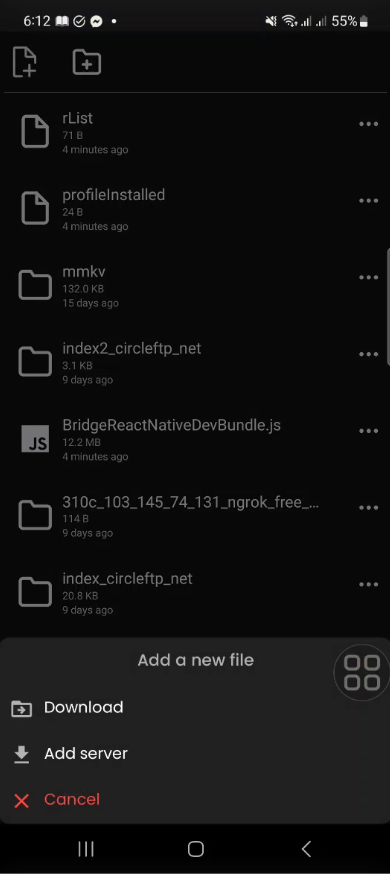 6:12
55%
rList
71 B
4 minutes ago
profileInstalled
24 B
4 minutes ago
mmkv
132.0 KB
15 days ago
index2_circleftp_net
3.1 KB
9 days ago
JS
BridgeReactNativeDevBundle.js
12.2 MB
4 minutes ago
310c_103_145_74_131_ngrok_free_...
114 B
9 days ago
index_circleftp_net
20.8 KB
9 days ago
Add a new file
Download
Add server
Cancel